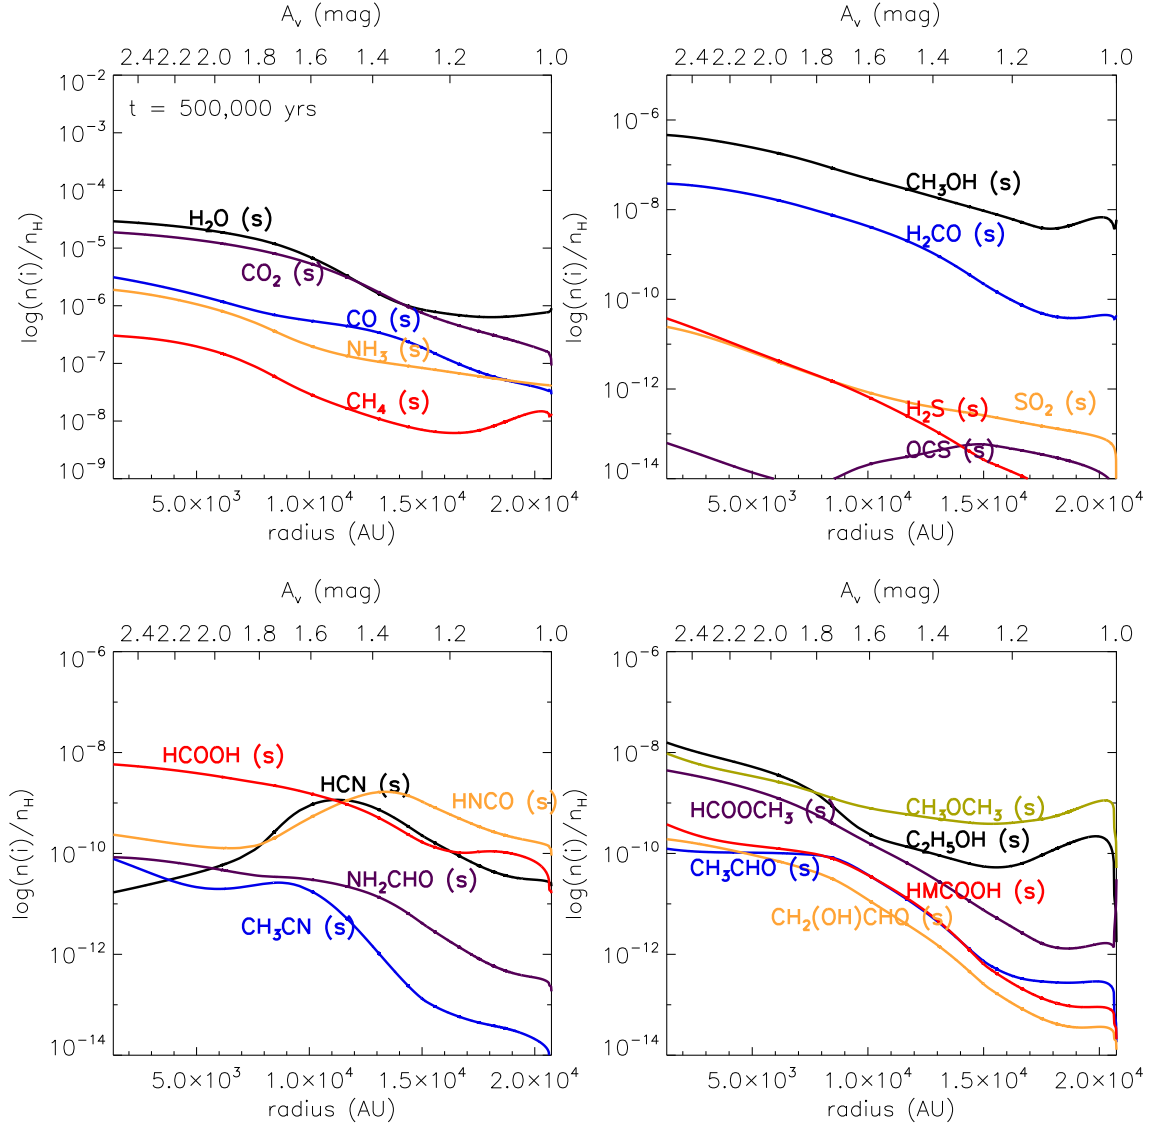 A_v (mag)
2.4 2.2 2.0 1.8 1.6 1.4 1.2 1.0
10^-2
10^-3
10^-4
10^-5
10^-6
10^-7
10^-8
10^-9
log(n(i)/n_H)
t = 500,000 yrs
H_2O (s)
CO_2 (s)
CO (s)
NH_3 (s)
CH_4 (s)
5.0×10^3 1.0×10^4 1.5×10^4 2.0×10^4
radius (AU)
A_v (mag)
2.4 2.2 2.0 1.8 1.6 1.4 1.2 1.0
10^-6
10^-8
10^-10
10^-12
10^-14
log(n(i)/n_H)
CH_3OH (s)
H_2CO (s)
SO_2 (s)
H_2S (s)
OCS (s)
5.0×10^3 1.0×10^4 1.5×10^4 2.0×10^4
radius (AU)
A_v (mag)
2.4 2.2 2.0 1.8 1.6 1.4 1.2 1.0
10^-6
10^-8
10^-10
10^-12
10^-14
log(n(i)/n_H)
HCOOH (s)
HCN (s)
HNCO (s)
NH_2CHO (s)
CH_3CN (s)
5.0×10^3 1.0×10^4 1.5×10^4 2.0×10^4
radius (AU)
A_v (mag)
2.4 2.2 2.0 1.8 1.6 1.4 1.2 1.0
10^-6
10^-8
10^-10
10^-12
10^-14
log(n(i)/n_H)
HCOOCH_3 (s)
CH_3OCH_3 (s)
C_2H_5OH (s)
CH_3CHO (s)
HMCOOH (s)
CH_2(OH)CHO (s)
5.0×10^3 1.0×10^4 1.5×10^4 2.0×10^4
radius (AU)